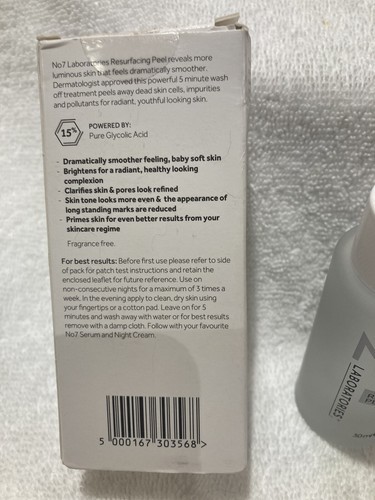 No7 Laboratories Resurfacing Peel reveals more
luminous skin that feels dramatically smoother.
Dermatologist approved this powerful 5 minute wash
off treatment peels away dead skin cells, impurities
and pollutants for radiant, youthful looking skin.
15%
POWERED BY:
Pure Glycolic Acid
- Dramatically smoother feeling, baby soft skin
- Brightens for a radiant, healthy looking
complexion
- Clarifies skin & pores look refined
- Skin tone looks more even & the appearance of
long standing marks are reduced
- Primes skin for even better results from your
skincare regime
Fragrance free.
For best results: Before first use please refer to side
of pack for patch test instructions and retain the
enclosed leaflet for future reference. Use on
non-consecutive nights for a maximum of 3 times a
week. In the evening apply to clean, dry skin using
your fingertips or a cotton pad. Leave on for 5
minutes and wash away with water or for best results
remove with a damp cloth. Follow with your favourite
No7 Serum and Night Cream.
5 000167 303568 >
LABORATORIES